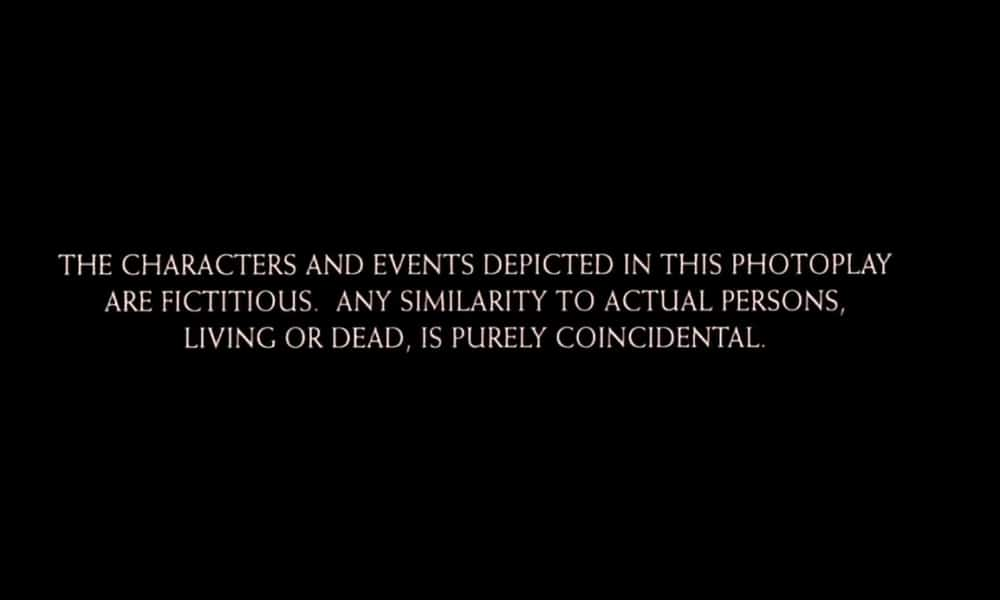 THE CHARACTERS AND EVENTS DEPICTED IN THIS PHOTOPLAY
ARE FICTITIOUS.  ANY SIMILARITY TO ACTUAL PERSONS,
LIVING OR DEAD, IS PURELY COINCIDENTAL.